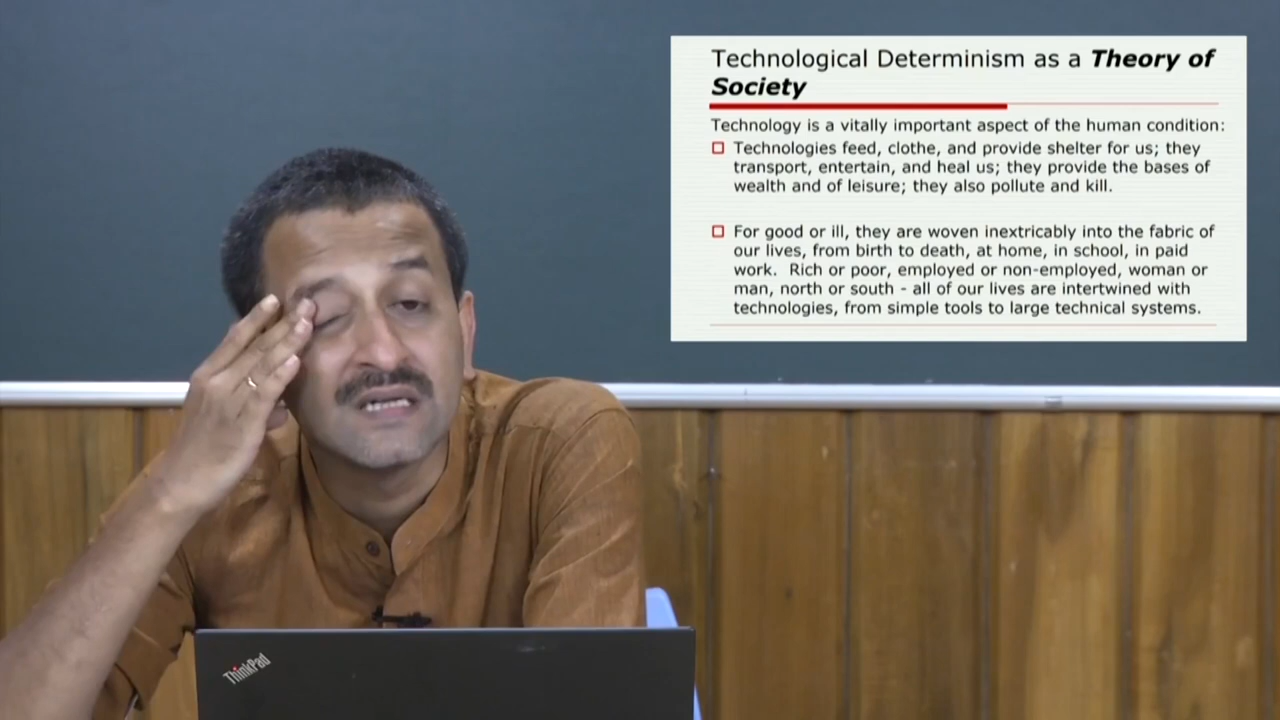 Technological Determinism as a Theory of
Society
Technology is a vitally important aspect of the human condition:
Technologies feed, clothe, and provide shelter for us; they
transport, entertain, and heal us; they provide the bases of
wealth and of leisure; they also pollute and kill.
For good or ill, they are woven inextricably into the fabric of
our lives, from birth to death, at home, in school, in paid
work. Rich or poor, employed or non-employed, woman or
man, north or south - all of our lives are intertwined with
technologies, from simple tools to large technical systems.
ThinkPad